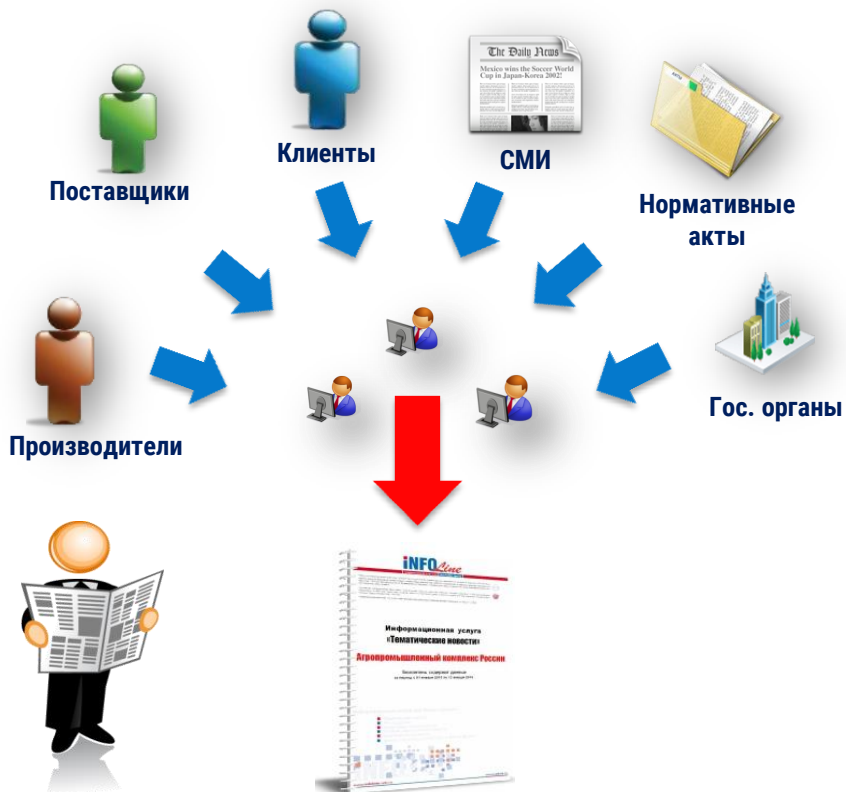 The Daily News
Mexico wins the Soccer World
Cup in Japan-Korea 2002!
Клиенты
СМИ
Поставщики
Нормативные
акты
Гос. органы
Производители
iNFOLine
Информационная услуга
«Тематические новости»
Агропромышленный комплекс России